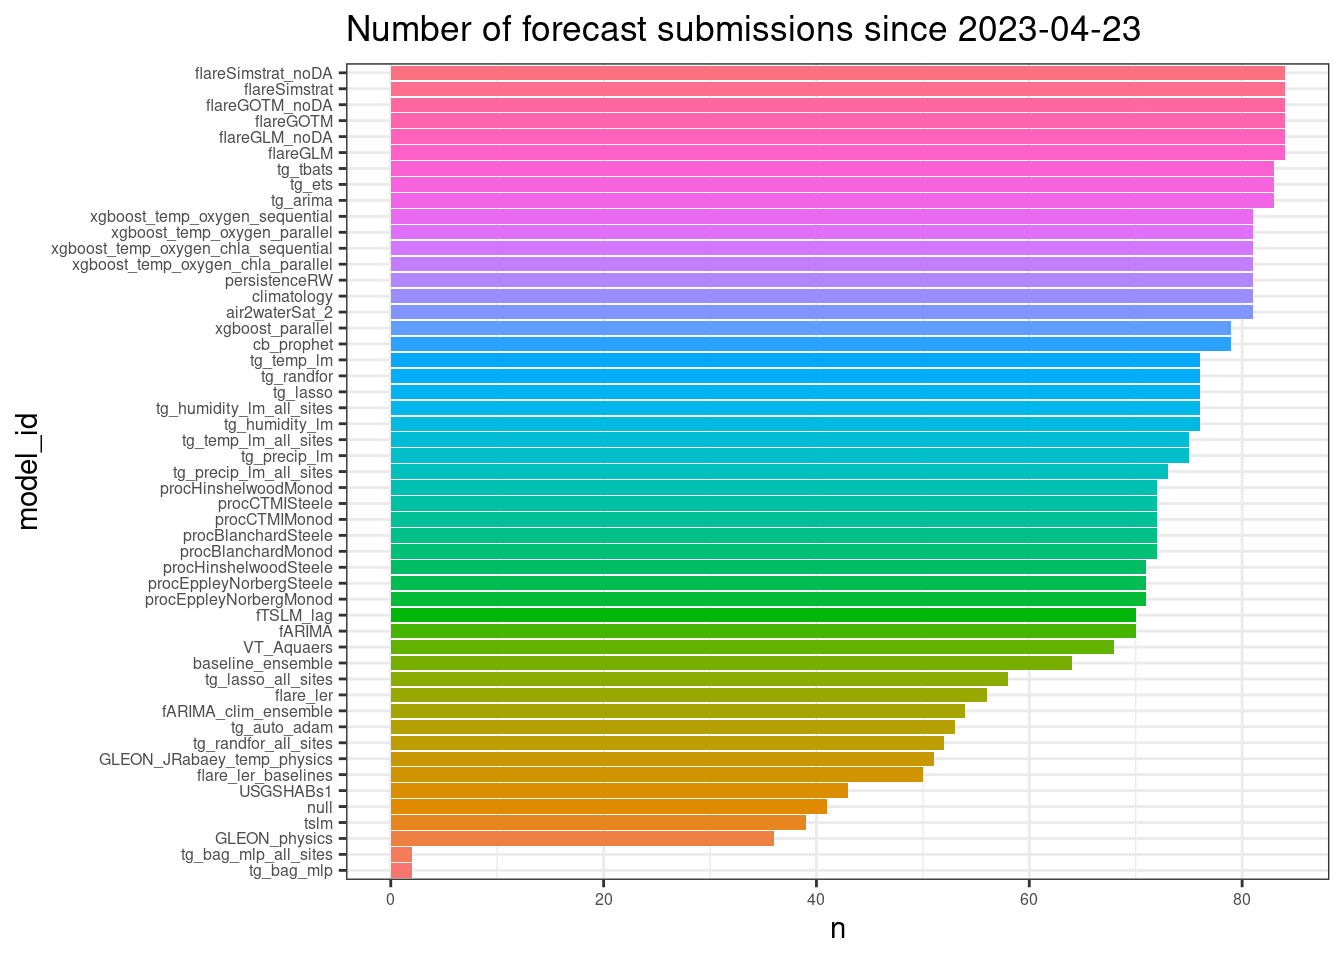 Number of forecast submissions since 2023-04-23
flareSimstrat_noDA
flareSimstrat
flareGOTM_noDA
flareGOTM
flareGLM_noDA
flareGLM
tg_tbats
tg_ets
tg_arima
xgboost_temp_oxygen_sequential
xgboost_temp_oxygen_parallel
xgboost_temp_oxygen_chla_sequential
xgboost_temp_oxygen_chla_parallel
persistenceRW
climatology
air2waterSat_2
xgboost_parallel
cb_prophet
tg_temp_lm
tg_randfor
tg_lasso
tg_humidity_lm_all_sites
tg_humidity_lm
tg_temp_lm_all_sites
tg_precip_lm
tg_precip_lm_all_sites
procHinshelwoodMonod
procCTMISteele
procCTMIMonod
procBlanchardSteele
procBlanchardMonod
procHinshelwoodSteele
procEppleyNorbergSteele
procEppleyNorbergMonod
fTSLM_lag
fARIMA
VT_Aquaers
baseline_ensemble
tg_lasso_all_sites
flare_ler
fARIMA_clim_ensemble
tg_auto_adam
tg_randfor_all_sites
GLEON_JRabaey_temp_physics
flare_ler_baselines
USGSHABs1
null
tslm
GLEON_physics
tg_bag_mlp_all_sites
tg_bag_mlp
model_id
0 20 40 60 80
n